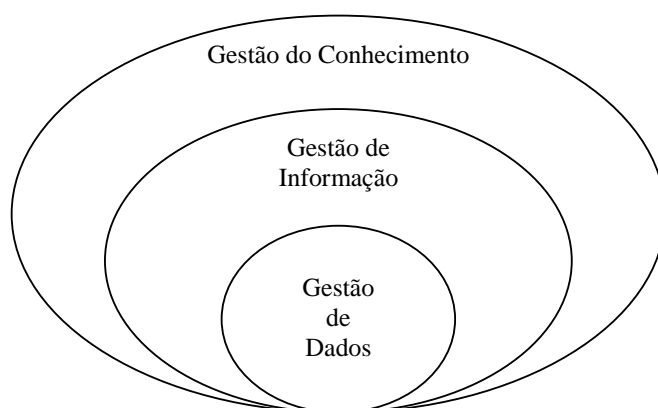 Gestão do Conhecimento
Gestão de
Informação
Gestão
de
Dados